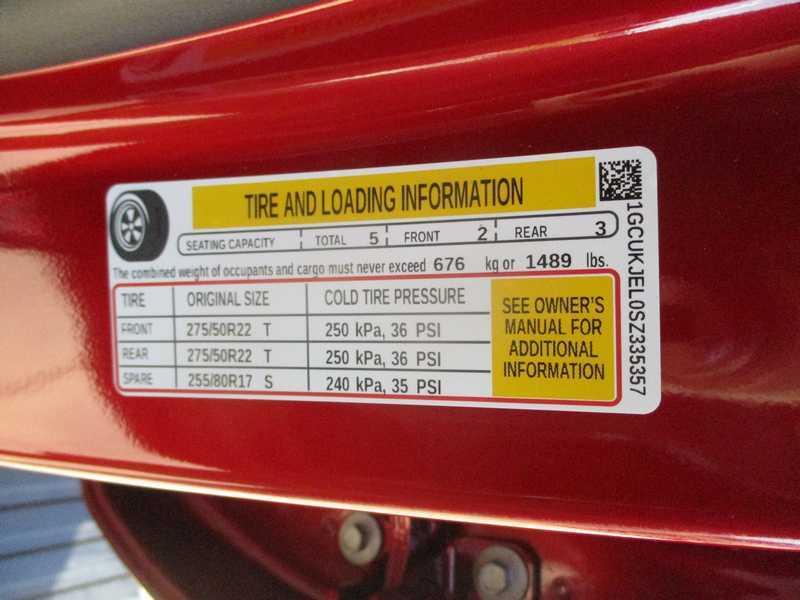 TIRE AND LOADING INFORMATION
SEATING CAPACITY TOTAL 5 FRONT 2 REAR 3
The combined weight of occupants and cargo must never exceed 676 kg or 1489 lbs.
TIRE ORIGINAL SIZE COLD TIRE PRESSURE
FRONT 275/50R22 T 250 kPa, 36 PSI
REAR 275/50R22 T 250 kPa, 36 PSI
SPARE 255/80R17 S 240 kPa, 35 PSI
SEE OWNER'S
MANUAL FOR
ADDITIONAL
INFORMATION
1GCUKJEL0SZ335357